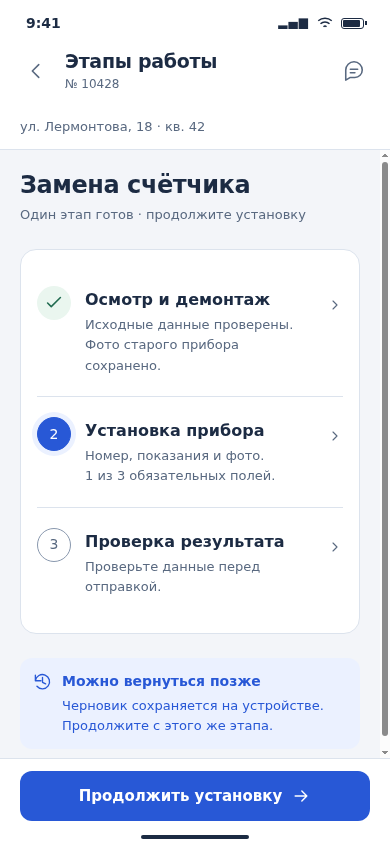 9:41
Этапы работы
№ 10428
ул. Лермонтова, 18 · кв. 42
Замена счётчика
Один этап готов · продолжите установку
Осмотр и демонтаж
Исходные данные проверены.
Фото старого прибора
сохранено.
2
Установка прибора
Номер, показания и фото.
1 из 3 обязательных полей.
3
Проверка результата
Проверьте данные перед
отправкой.
Можно вернуться позже
Черновик сохраняется на устройстве.
Продолжите с этого же этапа.
Продолжить установку